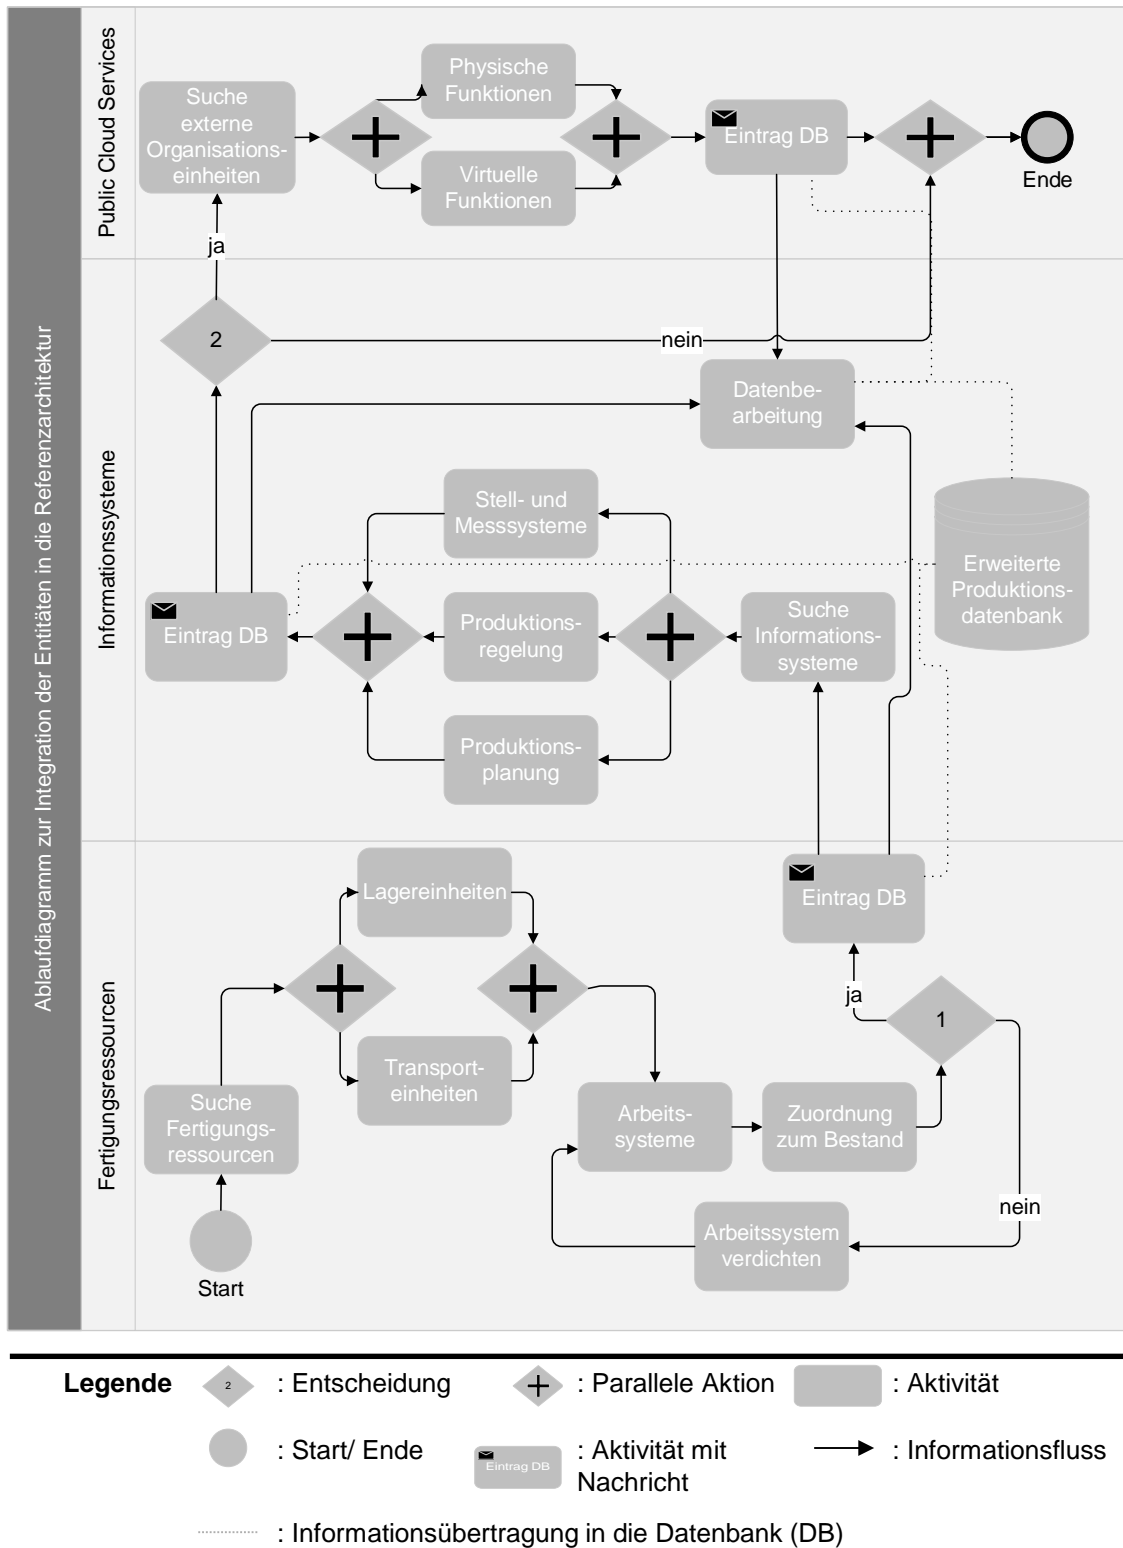 Ablaufdiagramm zur Integration der Entitäten in die Referenzarchitektur
Public Cloud Services
Suche
externe
Organisations-
einheiten
Physische
Funktionen
Virtuelle
Funktionen
Eintrag DB
Ende
ja
Informationssysteme
2
nein
Datenbe-
arbeitung
Stell- und
Messsysteme
Erweiterte
Produktions-
datenbank
Eintrag DB
Produktions-
regelung
Suche
Informations-
systeme
Produktions-
planung
Fertigungsressourcen
Lagereinheiten
Eintrag DB
ja
1
Transport-
einheiten
Suche
Fertigungs-
ressourcen
Arbeits-
systeme
Zuordnung
zum Bestand
nein
Arbeitssystem
verdichten
Start
Legende
2
: Entscheidung
: Parallele Aktion
: Aktivität
: Start/ Ende
Eintrag DB
: Aktivität mit
Nachricht
: Informationsfluss
: Informationsübertragung in die Datenbank (DB)